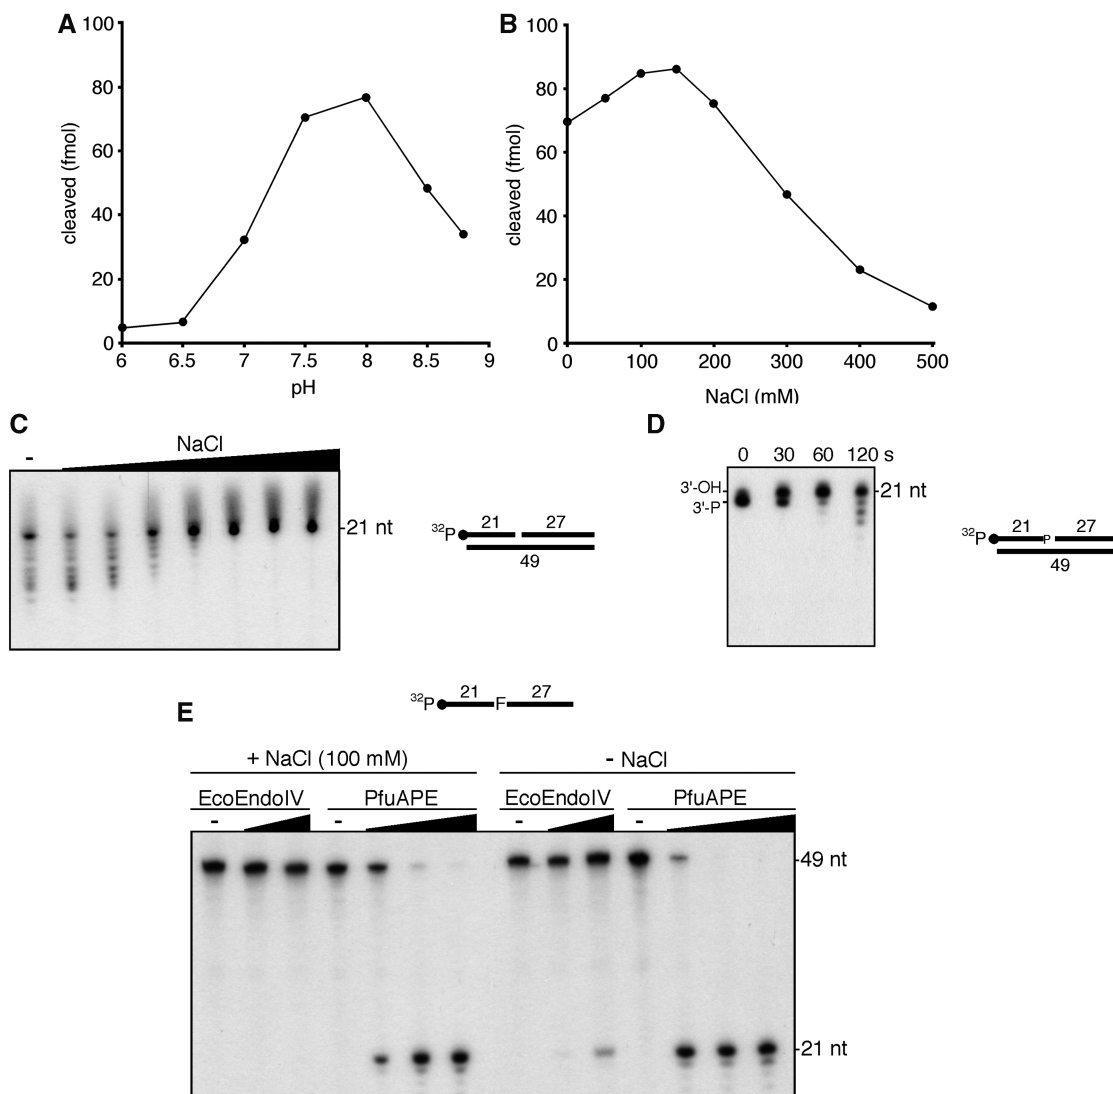 A
B
100
80
60
40
20
0
cleaved (fmol)
6 6.5 7 7.5 8 8.5 9
pH
100
80
60
40
20
0
cleaved (fmol)
0 100 200 300 400 500
NaCl (mM)
C
NaCl
-
21 nt
32P 21 27
49
D
0 30 60 120 s
3'-OH
3'-P
21 nt
32P 21 P 27
49
E
32P 21 F 27
+ NaCl (100 mM) - NaCl
EcoEndoIV PfuAPE EcoEndoIV PfuAPE
- - - -
49 nt
21 nt